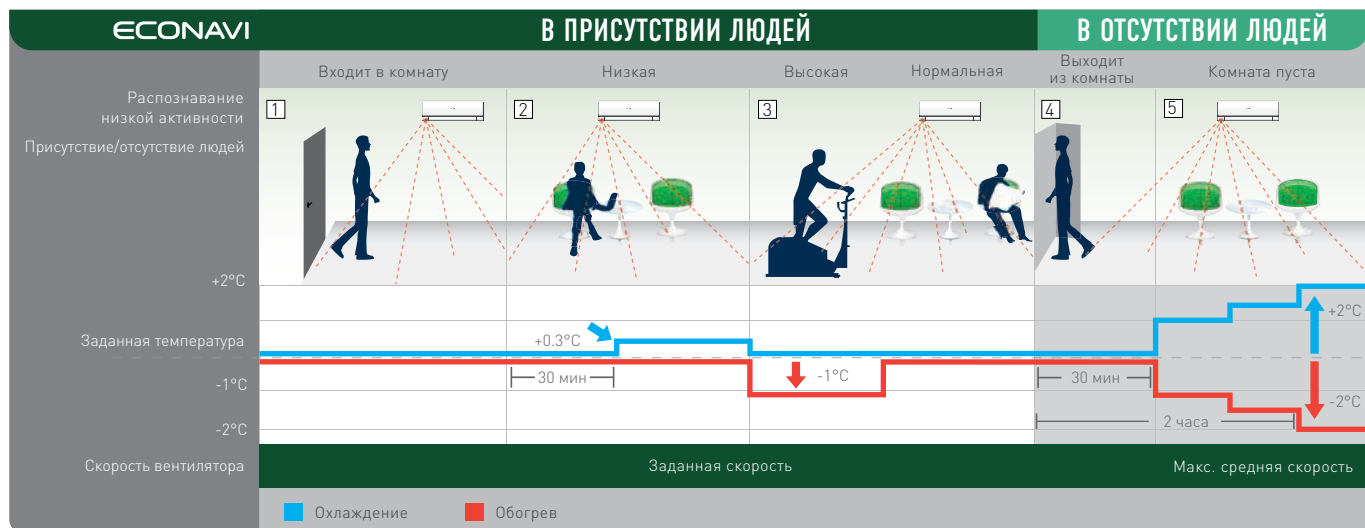 ECONAVI
В ПРИСУТСТВИИ ЛЮДЕЙ
В ОТСУТСТВИИ ЛЮДЕЙ
Входит в комнату
Низкая
Высокая
Нормальная
Выходит
из комнаты
Комната пуста
Распознавание
низкой активности
Присутствие/отсутствие людей
1
2
3
4
5
+2°C
+2°C
Заданная температура
+0.3°C
30 мин
-1°C
30 мин
-1°C
-2°C
2 часа
-2°C
Скорость вентилятора
Заданная скорость
Макс. средняя скорость
Охлаждение
Обогрев